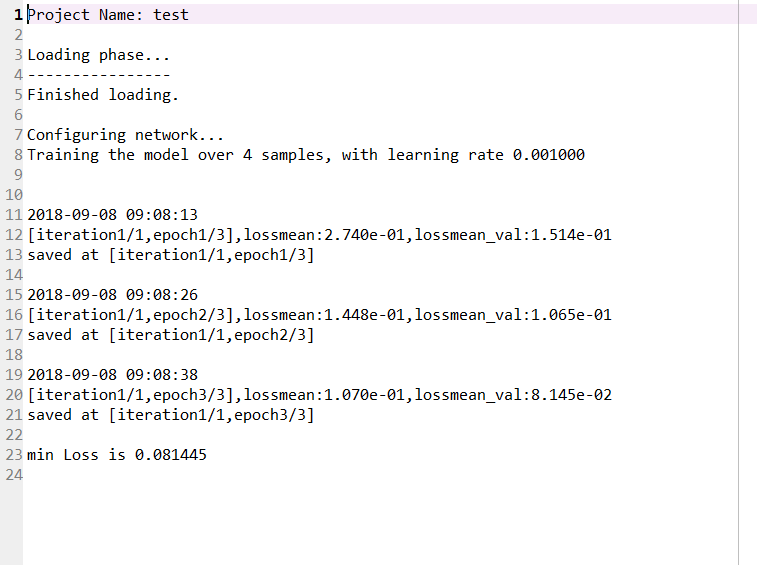 1 Project Name: test
2
3 Loading phase...
4 ----------------
5 Finished loading.
6
7 Configuring network...
8 Training the model over 4 samples, with learning rate 0.001000
9
10
11 2018-09-08 09:08:13
12 [iteration1/1,epoch1/3],lossmean:2.740e-01,lossmean_val:1.514e-01
13 saved at [iteration1/1,epoch1/3]
14
15 2018-09-08 09:08:26
16 [iteration1/1,epoch2/3],lossmean:1.448e-01,lossmean_val:1.065e-01
17 saved at [iteration1/1,epoch2/3]
18
19 2018-09-08 09:08:38
20 [iteration1/1,epoch3/3],lossmean:1.070e-01,lossmean_val:8.145e-02
21 saved at [iteration1/1,epoch3/3]
22
23 min Loss is 0.081445
24